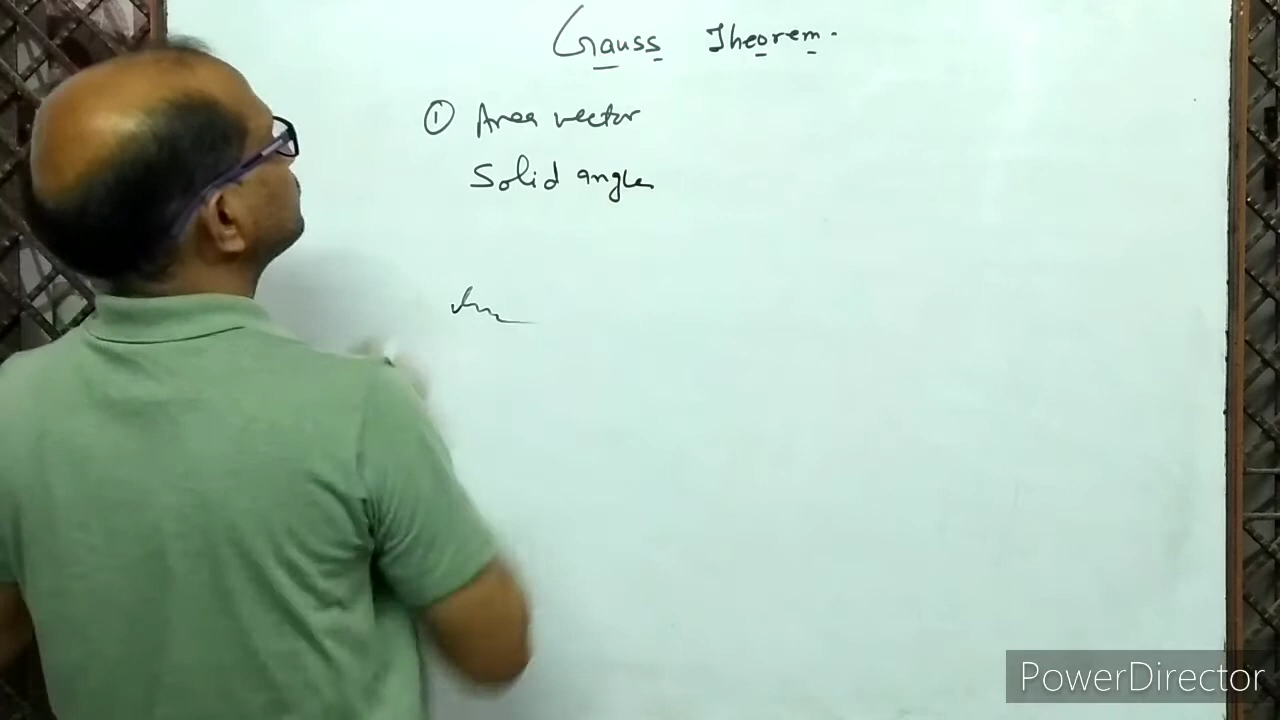 Gauss Theorem.
① Area vector
Solid angle
PowerDirector